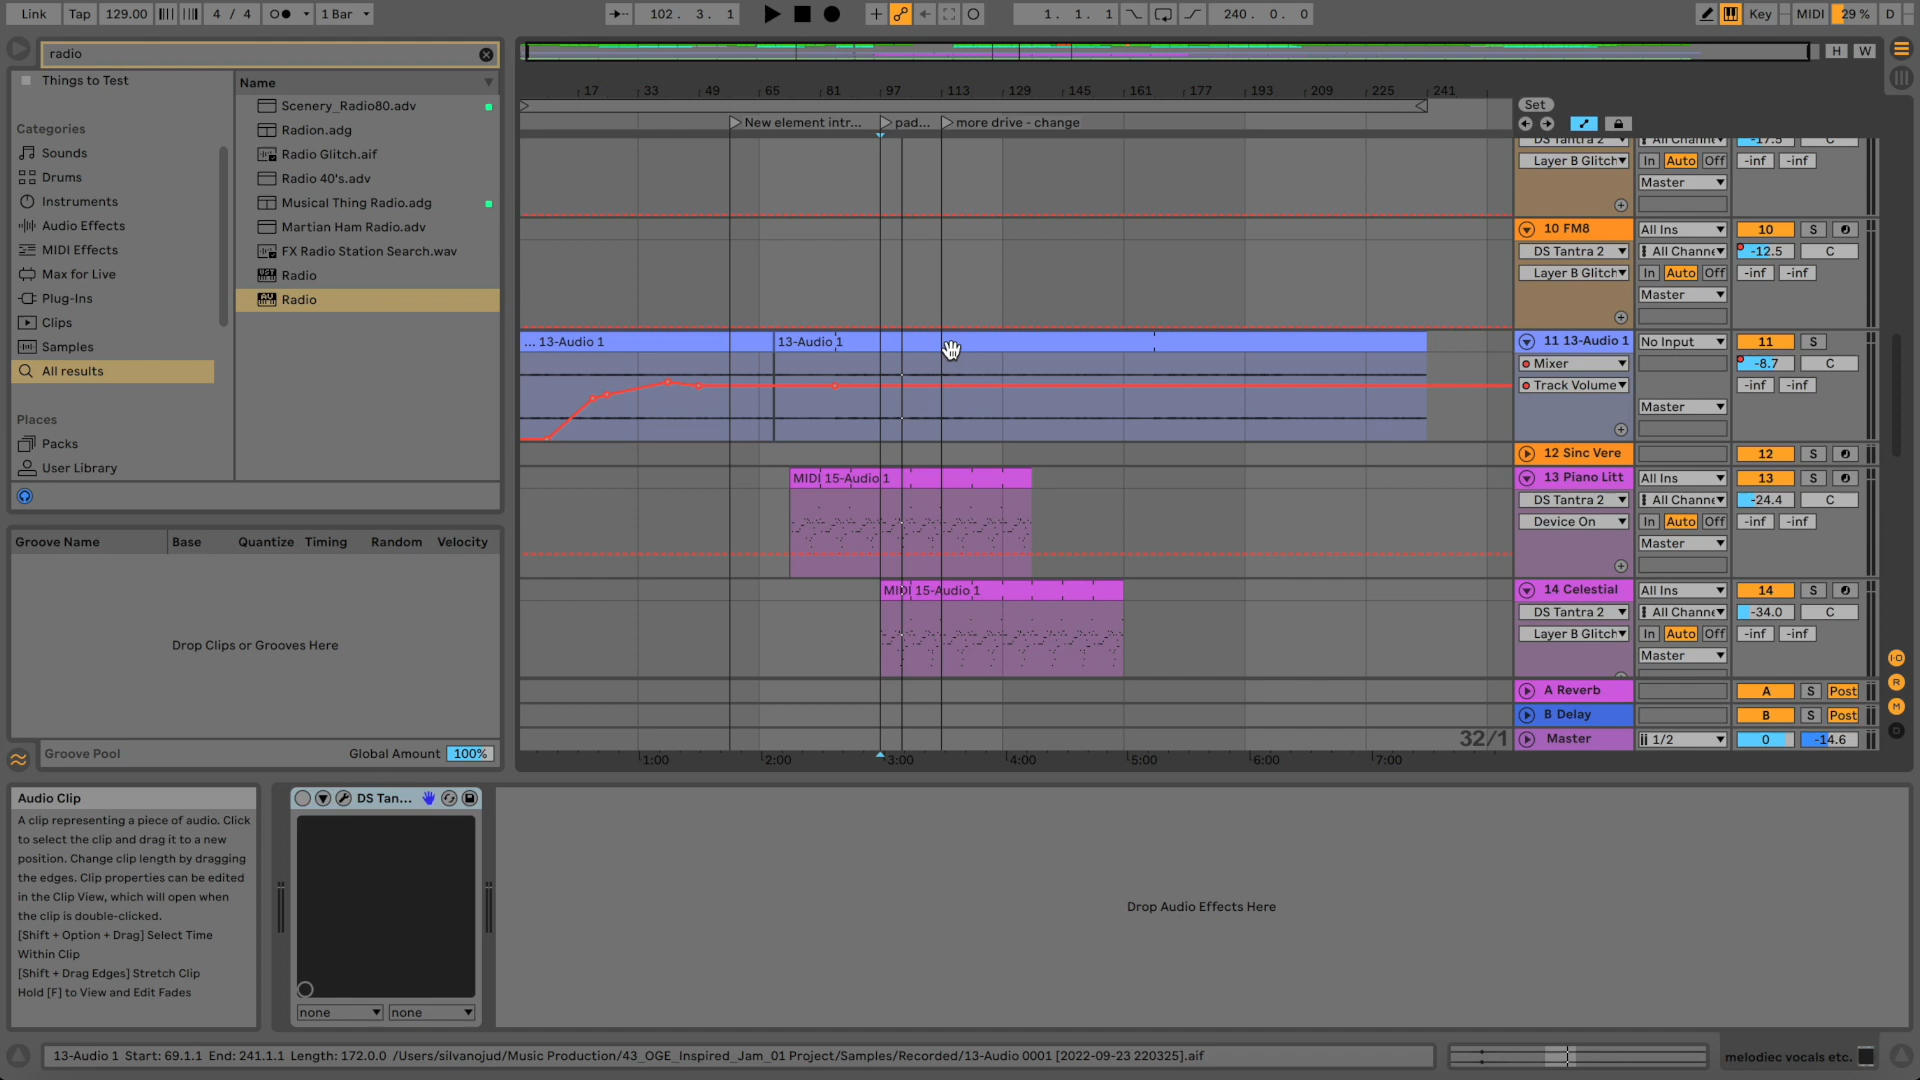 Link Tap 129.00 4 / 4 1 Bar 102. 3. 1 1. 1. 1 240. 0. 0 Key MIDI 29 % D
radio
H W
Things to Test
Name
Categories
Sounds
Drums
Instruments
Audio Effects
MIDI Effects
Max for Live
Plug-Ins
Clips
Samples
All results
Places
Packs
User Library
Scenery_Radio80.adv
Radion.adg
Radio Glitch.aif
Radio 40's.adv
Musical Thing Radio.adg
Martian Ham Radio.adv
FX Radio Station Search.wav
Radio
Radio
17 33 49 65 81 97 113 129 145 161 177 193 209 225 241
Set
New element intr... pad... more drive - change
DS Tantra 2 All Channe -17.5 C
Layer B Glitch In Auto Off -inf -inf
Master
10 FM8 All Ins 10 S
DS Tantra 2 All Channe -12.5 C
Layer B Glitch In Auto Off -inf -inf
Master
... 13-Audio 1 13-Audio 1
11 13-Audio 1 No Input 11 S
Mixer -8.7 C
Track Volume -inf -inf
Master
12 Sinc Vere 12 S
MIDI 15-Audio 1
13 Piano Litt All Ins 13 S
DS Tantra 2 All Channe -24.4 C
Device On In Auto Off -inf -inf
Master
MIDI 15-Audio 1
14 Celestial All Ins 14 S
DS Tantra 2 All Channe -34.0 C
Layer B Glitch In Auto Off -inf -inf
Master
A Reverb A S Post
B Delay B S Post
32/1 Master 1/2 0 -14.6
1:00 2:00 3:00 4:00 5:00 6:00 7:00
I·O
R
M
D
Groove Name Base Quantize Timing Random Velocity
Drop Clips or Grooves Here
Groove Pool Global Amount 100%
Audio Clip
A clip representing a piece of audio. Click
to select the clip and drag it to a new
position. Change clip length by dragging
the edges. Clip properties can be edited
in the Clip View, which will open when
the clip is double-clicked.
[Shift + Option + Drag] Select Time
Within Clip
[Shift + Drag Edges] Stretch Clip
Hold [F] to View and Edit Fades
DS Tan...
none none
Drop Audio Effects Here
13-Audio 1 Start: 69.1.1 End: 241.1.1 Length: 172.0.0 /Users/silvanojud/Music Production/43_OGE_Inspired_Jam_01 Project/Samples/Recorded/13-Audio 0001 [2022-09-23 220325].aif
melodiec vocals etc.